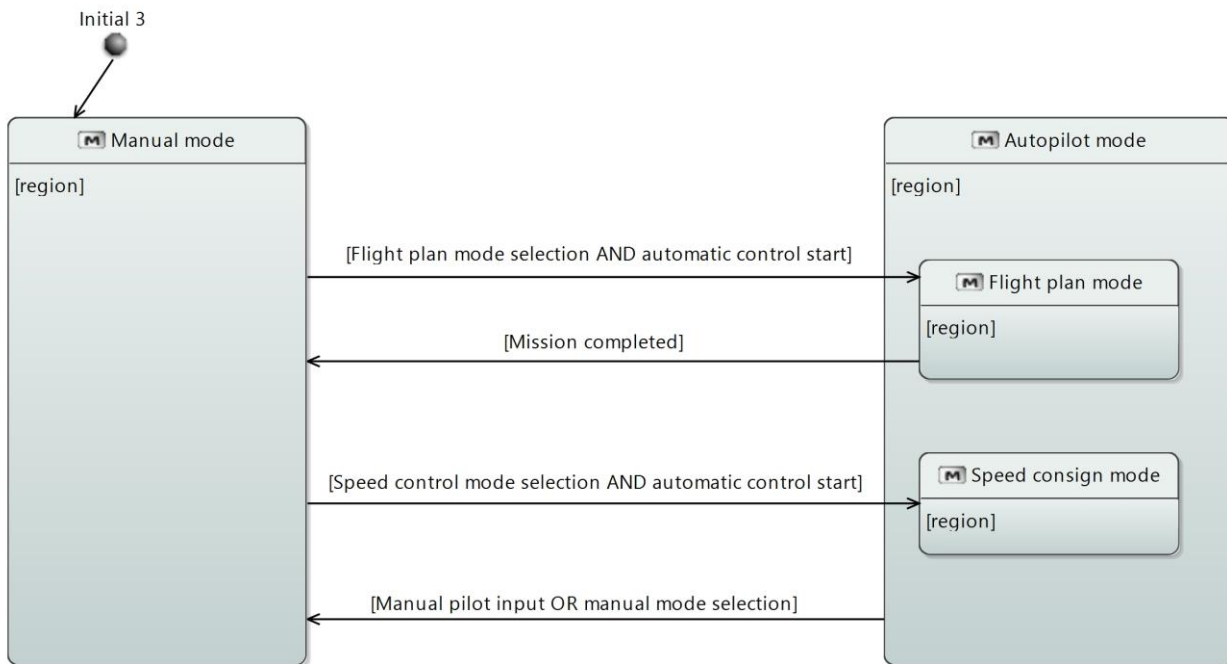 Initial 3
M Manual mode
[region]
M Autopilot mode
[region]
[Flight plan mode selection AND automatic control start]
M Flight plan mode
[region]
[Mission completed]
[Speed control mode selection AND automatic control start]
M Speed consign mode
[region]
[Manual pilot input OR manual mode selection]